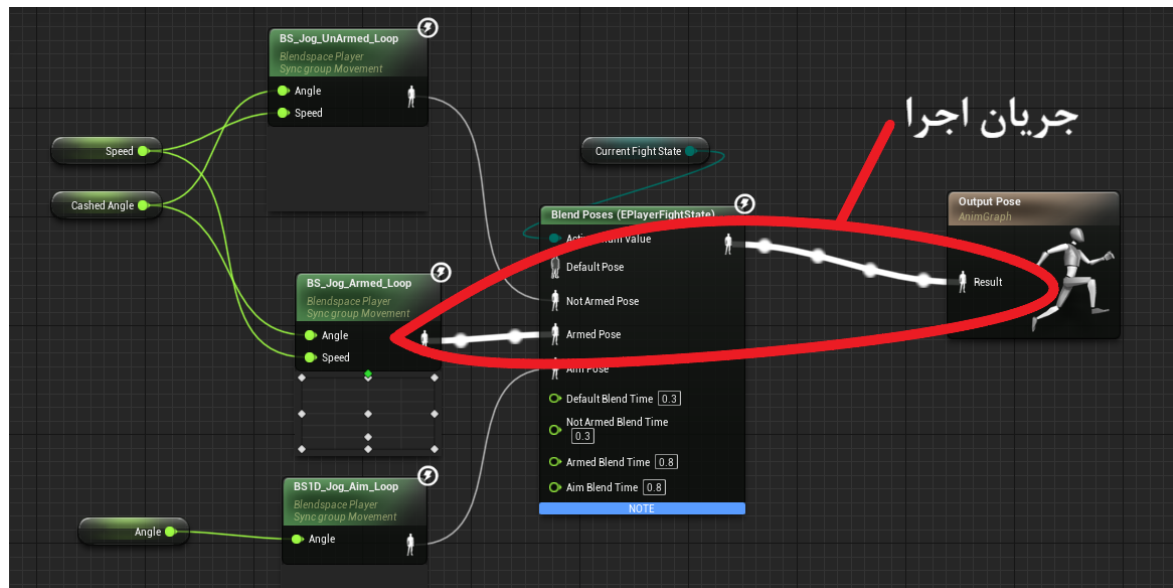 BS_Jog_UnArmed_Loop
Blendspace Player
Sync group Movement
Angle
Speed
Speed
Cashed Angle
جریان اجرا
Current Fight State
Blend Poses (EPlayerFightState)
Value
Default Pose
Not Armed Pose
Armed Pose
Aim Pose
Default Blend Time 0.3
Not Armed Blend Time
0.3
Armed Blend Time 0.8
Aim Blend Time 0.8
NOTE
Output Pose
AnimGraph
Result
BS_Jog_Armed_Loop
Blendspace Player
Sync group Movement
Angle
Speed
BS1D_Jog_Aim_Loop
Blendspace Player
Sync group Movement
Angle
Angle